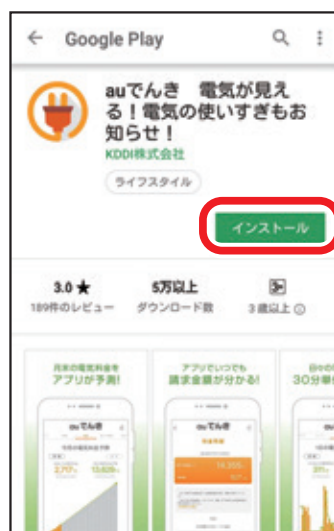 Google Play
auでんき 電気が見え
る！電気の使いすぎもお
知らせ！
KDDI株式会社
ライフスタイル
インストール
3.0 ★ 5万以上 3+
189件のレビュー ダウンロード数 3 歳以上
月末の電気料金を アプリでいつでも
アプリが予測! 請求金額が分かる! 30分単
auでんき auでんき